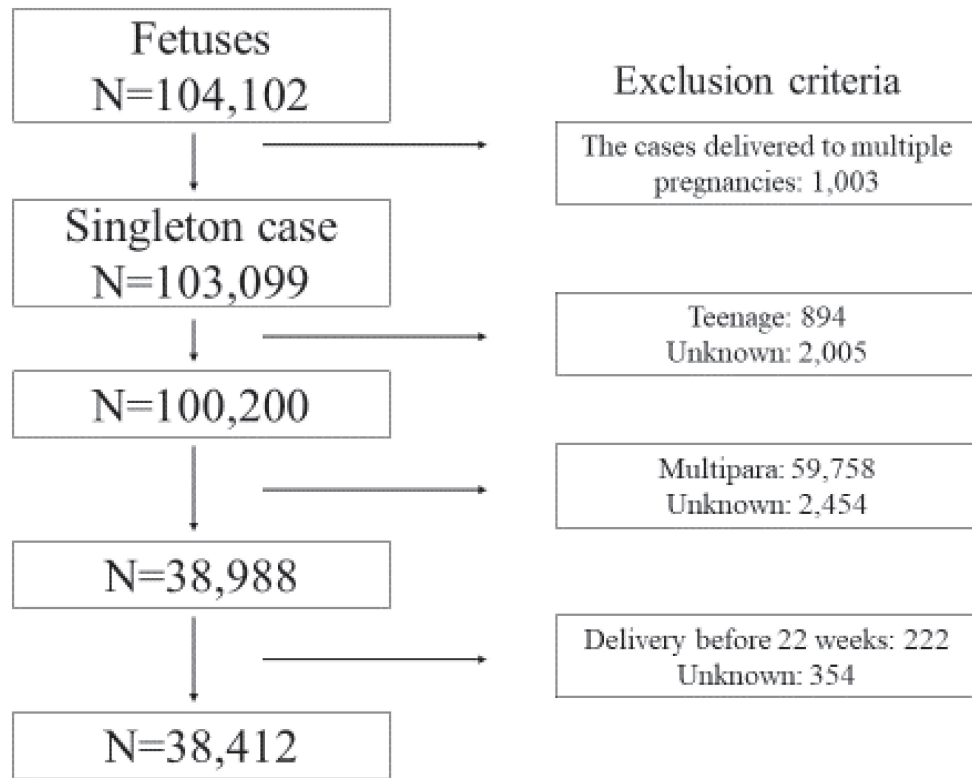 Fetuses
N=104,102
Exclusion criteria
The cases delivered to multiple
pregnancies: 1,003
Singleton case
N=103,099
Teenage: 894
Unknown: 2,005
N=100,200
Multipara: 59,758
Unknown: 2,454
N=38,988
Delivery before 22 weeks: 222
Unknown: 354
N=38,412